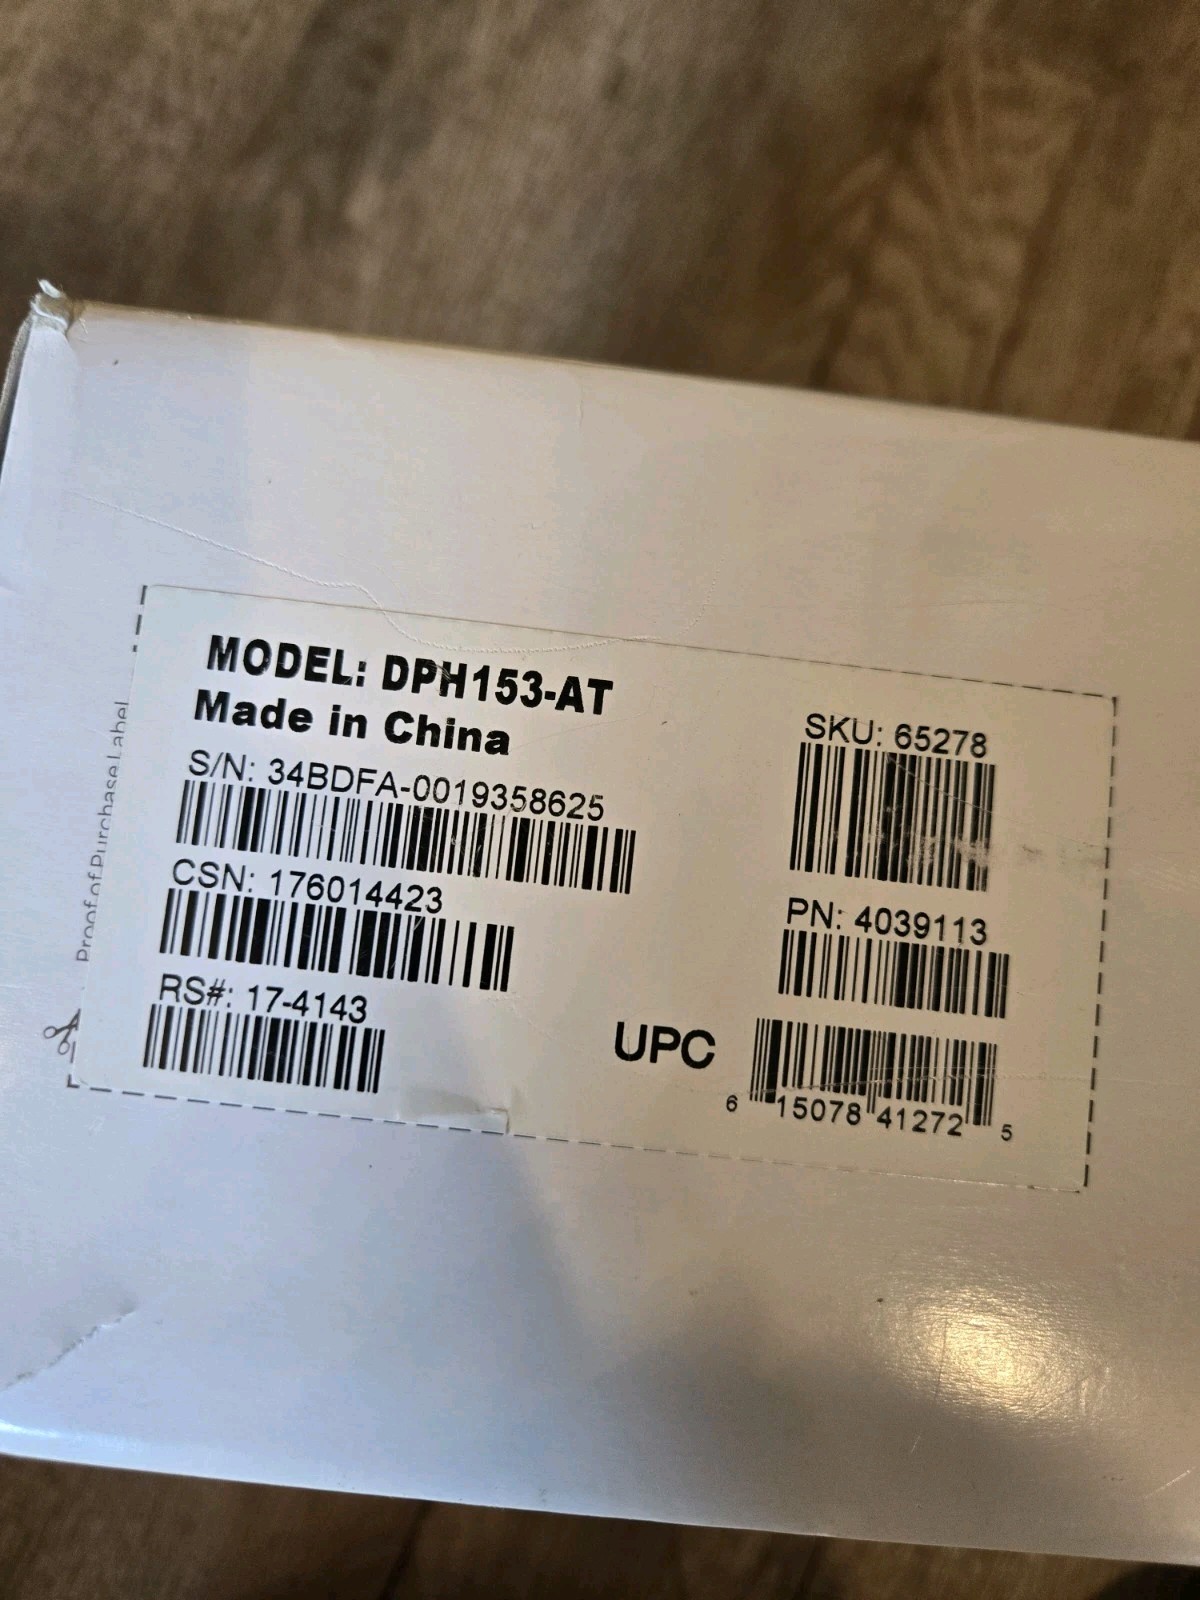 MODEL: DPH153-AT
Made in China
S/N: 34BDFA-0019358625
CSN: 176014423
RS#: 17-4143
SKU: 65278
PN: 4039113
UPC
6 15078 41272 5
Proof of Purchase Label